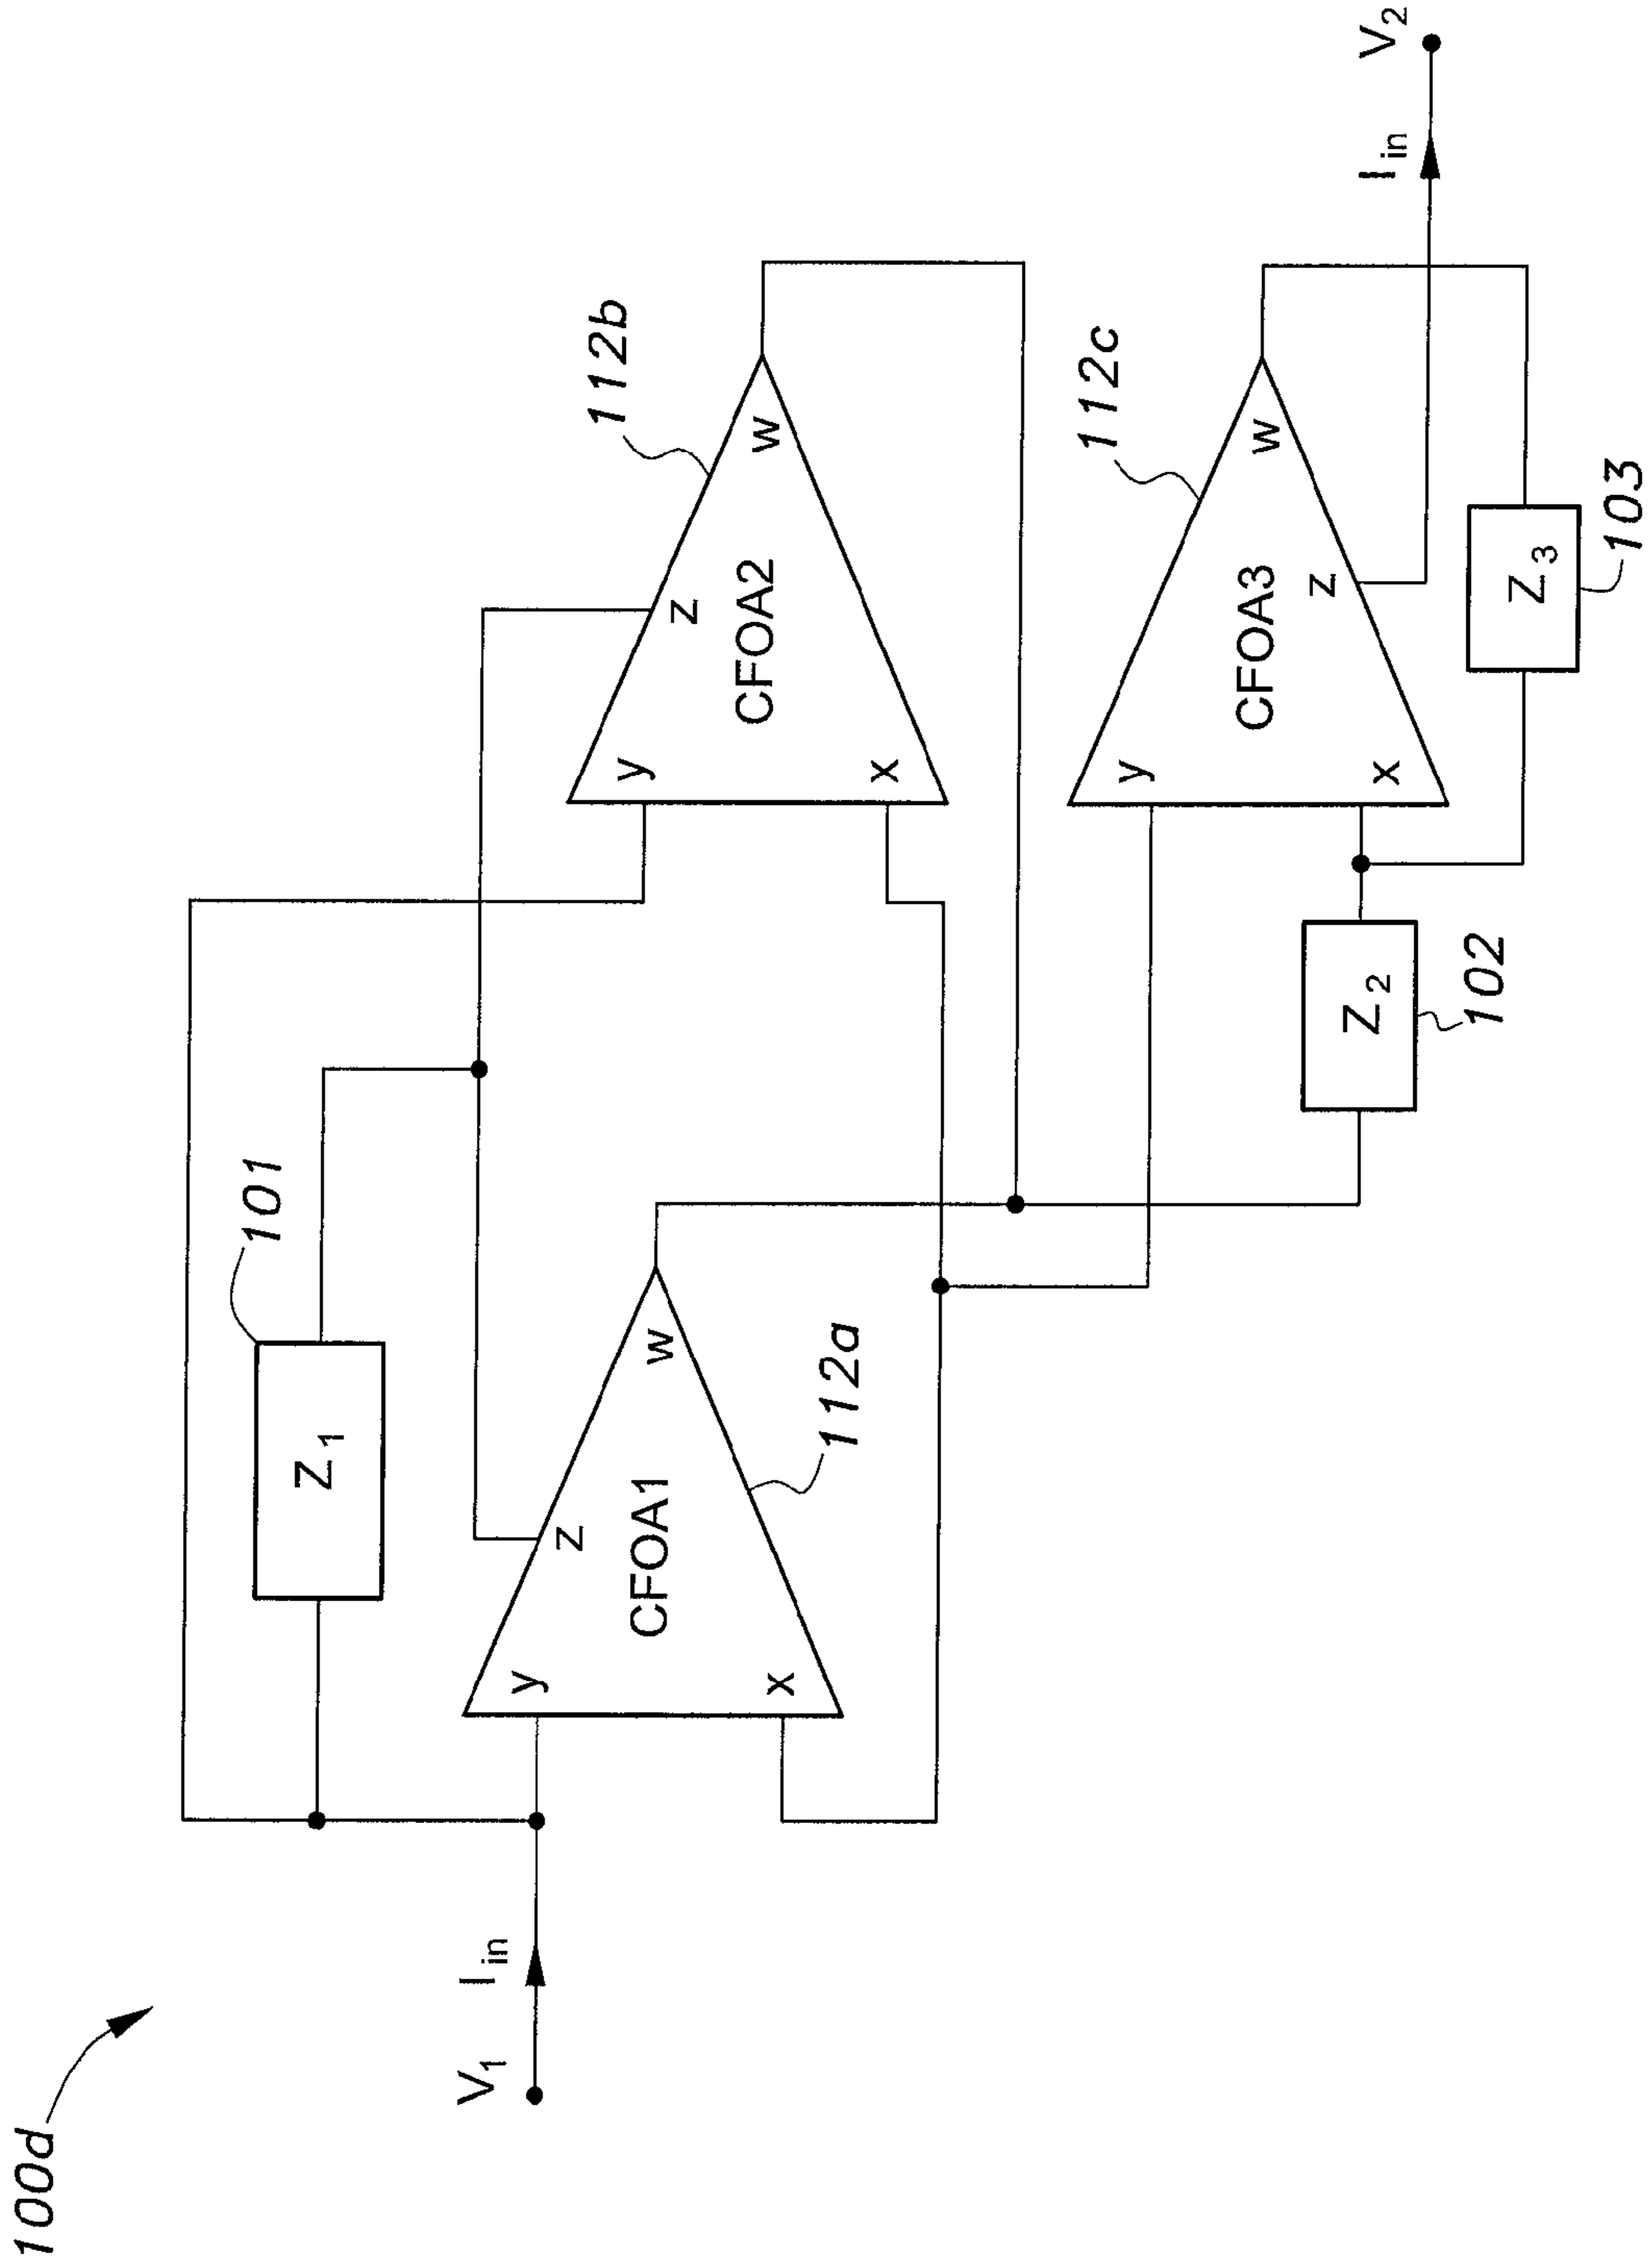 100d
101
Z1
V1
Iin
y
z
CFOA1
x
w
112a
112b
y
z
CFOA2
x
w
112c
y
z
CFOA3
x
w
Z2
102
Z3
103
Iin
V2